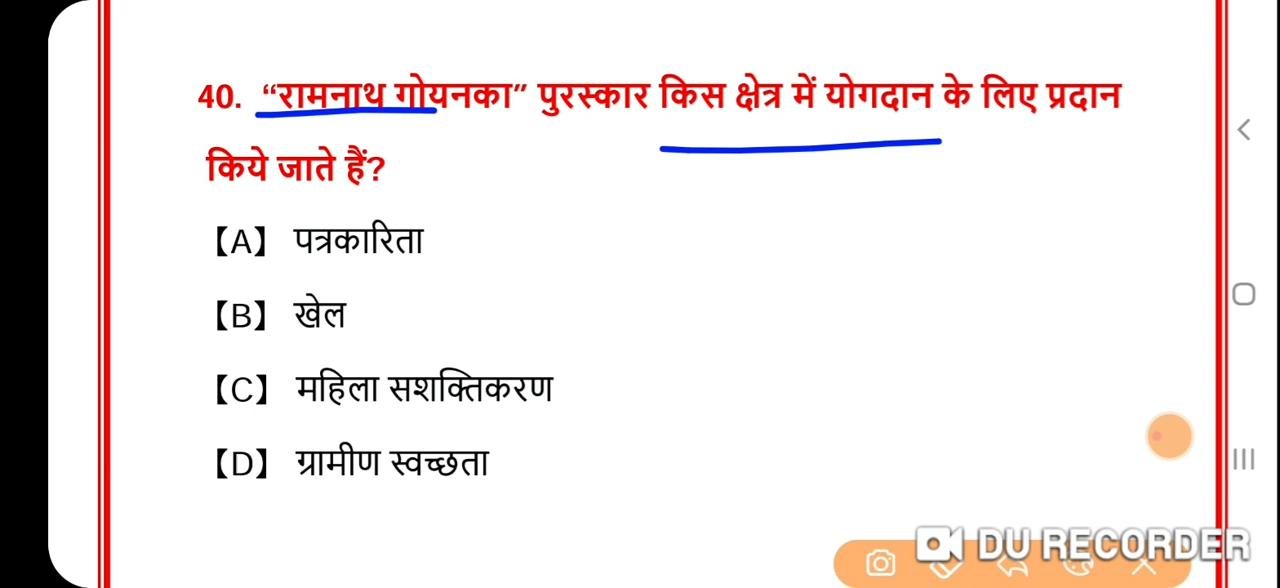 40. “रामनाथ गोयनका” पुरस्कार किस क्षेत्र में योगदान के लिए प्रदान
किये जाते हैं?
【A】 पत्रकारिता
【B】 खेल
【C】 महिला सशक्तिकरण
【D】 ग्रामीण स्वच्छता
DU RECORDER